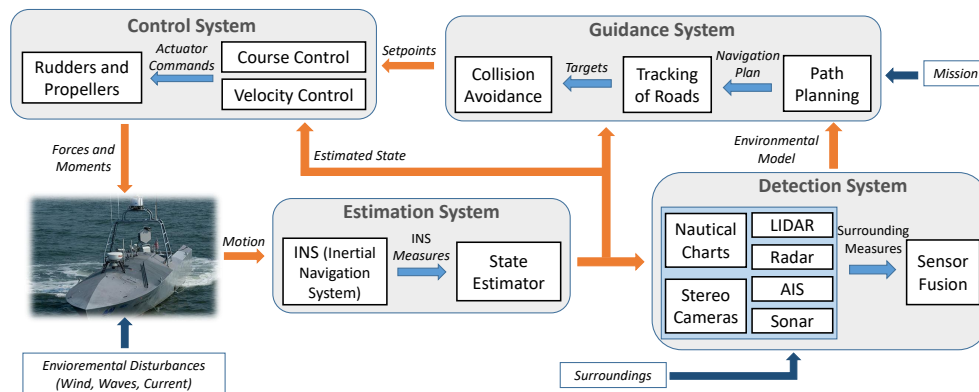 Control System
Actuator
Commands
Rudders and
Propellers
Course Control
Velocity Control
Setpoints
Guidance System
Collision
Avoidance
Targets
Tracking
of Roads
Navigation
Plan
Path
Planning
Mission
Forces and
Moments
Estimated State
Environmental
Model
Motion
Estimation System
INS (Inertial
Navigation
System)
INS
Measures
State
Estimator
Detection System
Nautical
Charts
Stereo
Cameras
LIDAR
Radar
AIS
Sonar
Surrounding
Measures
Sensor
Fusion
Envioremental Disturbances
(Wind, Waves, Current)
Surroundings